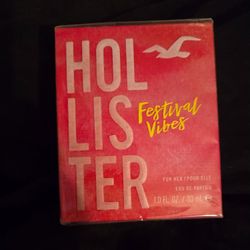 HOL
LIS
TER
Festival
Vibes
FOR HER / POUR ELLE
EAU DE PARFUM
1.0 FL. OZ. / 30 mL ℮